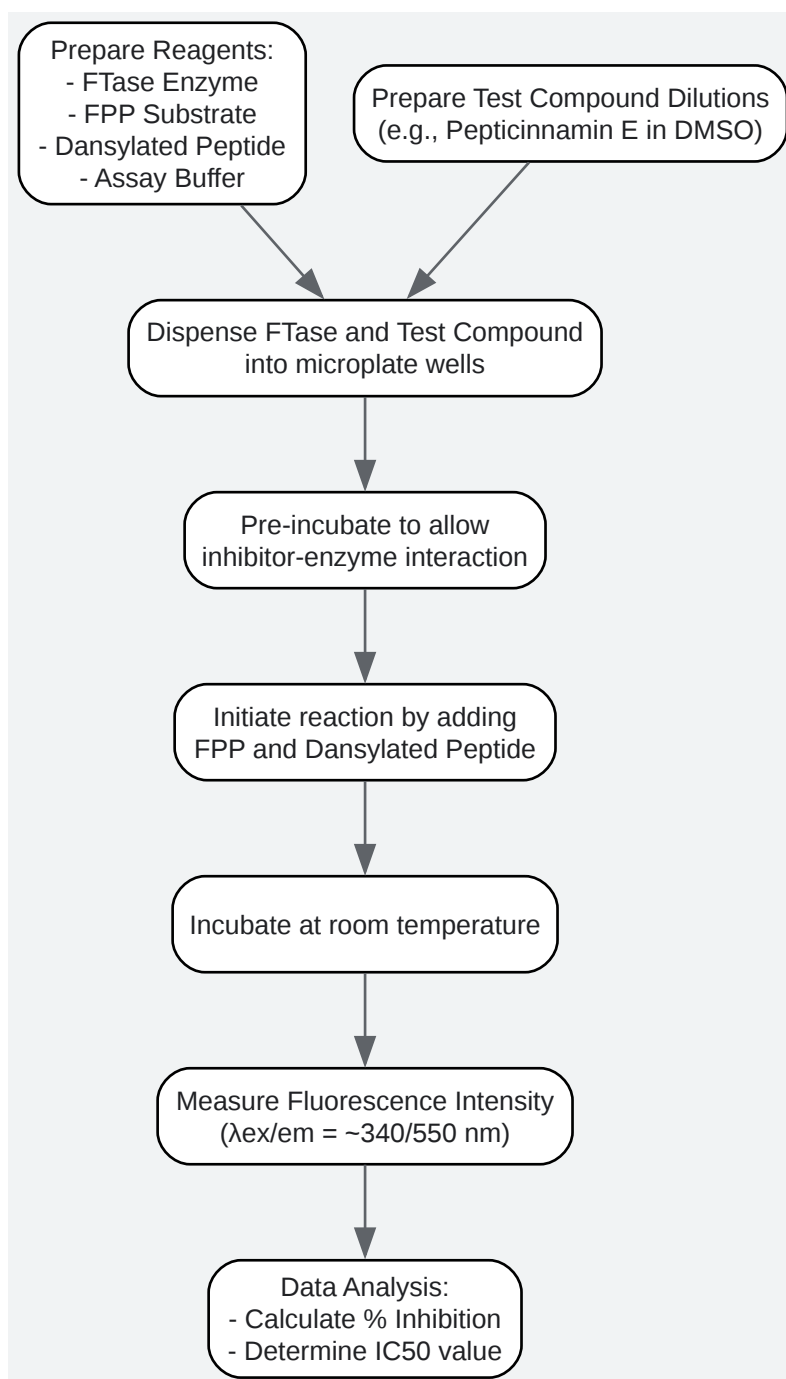 Prepare Reagents:
- FTase Enzyme
- FPP Substrate
- Dansylated Peptide
- Assay Buffer
Prepare Test Compound Dilutions
(e.g., Pepticinnamin E in DMSO)
Dispense FTase and Test Compound
into microplate wells
Pre-incubate to allow
inhibitor-enzyme interaction
Initiate reaction by adding
FPP and Dansylated Peptide
Incubate at room temperature
Measure Fluorescence Intensity
(λex/em = ~340/550 nm)
Data Analysis:
- Calculate % Inhibition
- Determine IC50 value